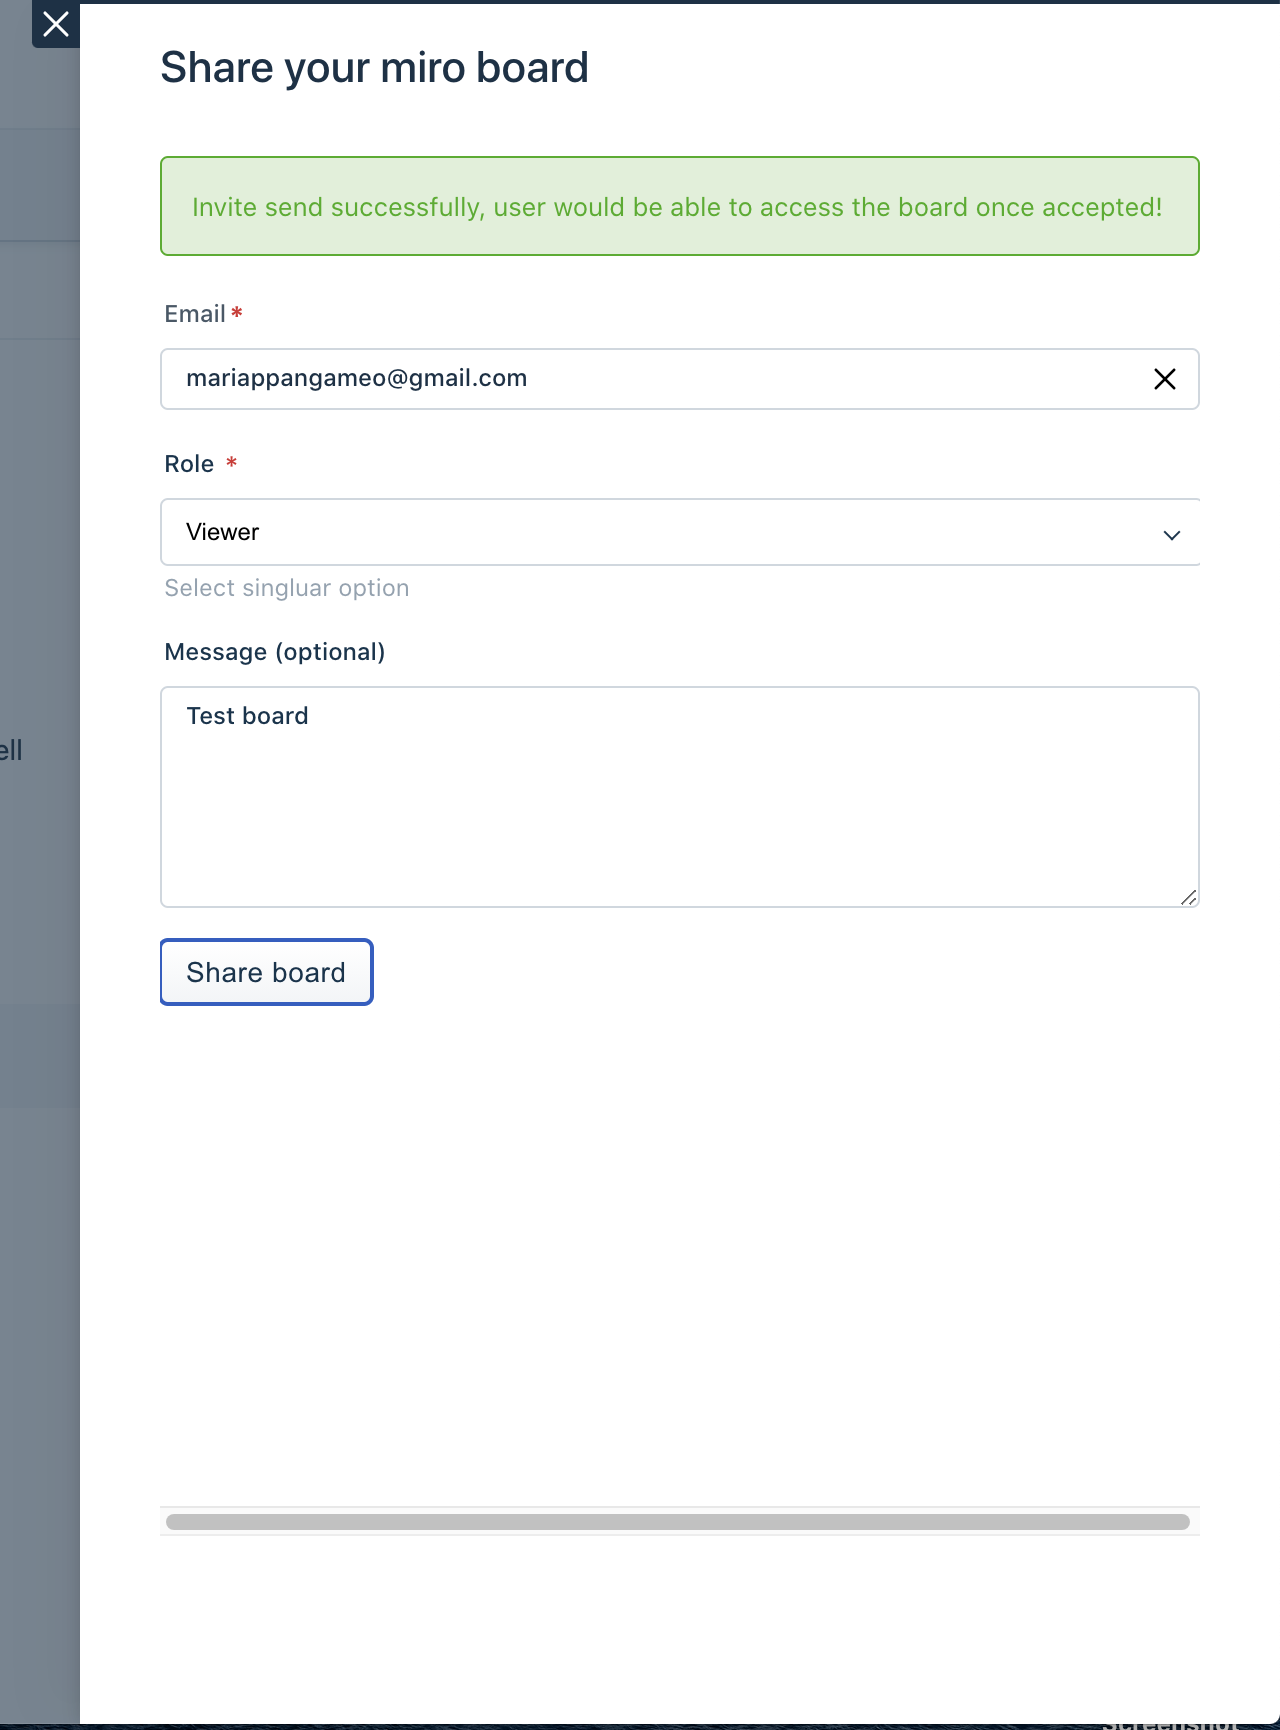 Share your miro board
Invite send successfully, user would be able to access the board once accepted!
Email*
mariappangameo@gmail.com
Role *
Viewer
Select singluar option
Message (optional)
Test board
ell
Share board
Screenshot